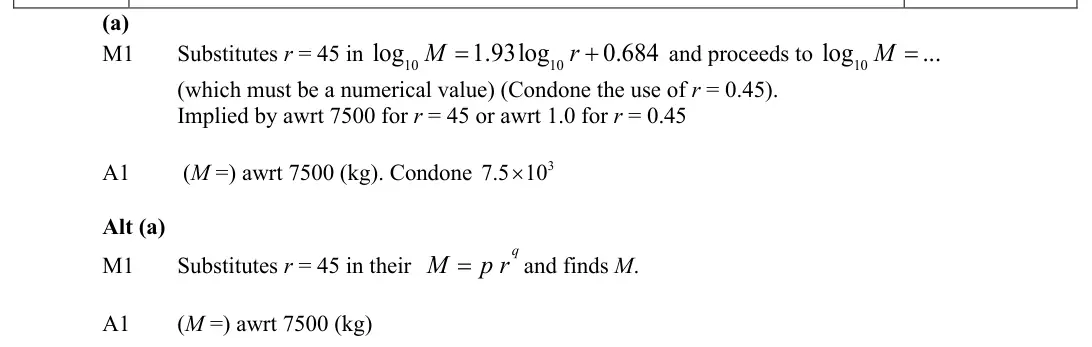 (a)
M1 Substitutes r = 45 in log₁₀ M = 1.93log₁₀ r + 0.684 and proceeds to log₁₀ M = ...
(which must be a numerical value) (Condone the use of r = 0.45).
Implied by awrt 7500 for r = 45 or awrt 1.0 for r = 0.45
A1 (M =) awrt 7500 (kg). Condone 7.5×10³
Alt (a)
M1 Substitutes r = 45 in their M = p r^q and finds M.
A1 (M =) awrt 7500 (kg)